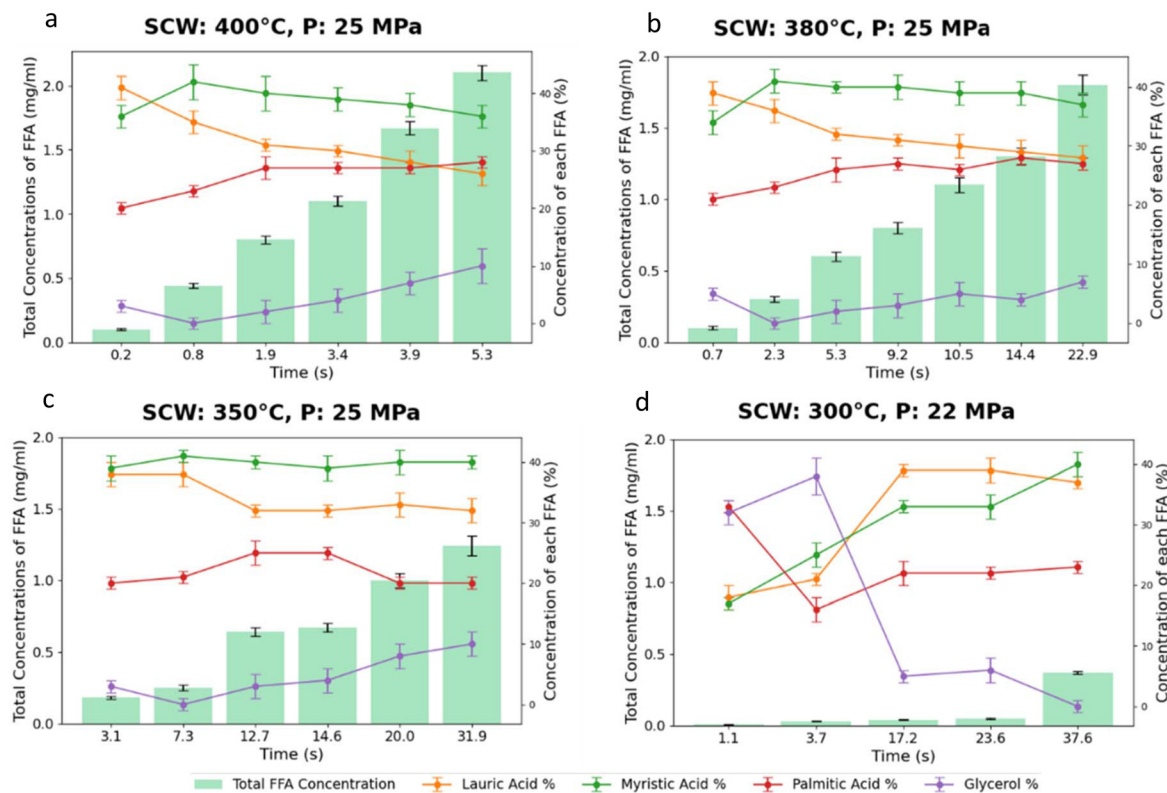 a
SCW: 400°C, P: 25 MPa
Total Concentrations of FFA (mg/ml)
2.0
1.5
1.0
0.5
0.0
40
30
20
10
0
Concentration of each FFA (%)
0.2 0.8 1.9 3.4 3.9 5.3
Time (s)
b
SCW: 380°C, P: 25 MPa
Total Concentrations of FFA (mg/ml)
2.0
1.5
1.0
0.5
0.0
40
30
20
10
0
Concentration of each FFA (%)
0.7 2.3 5.3 9.2 10.5 14.4 22.9
Time (s)
c
SCW: 350°C, P: 25 MPa
Total Concentrations of FFA (mg/ml)
2.0
1.5
1.0
0.5
0.0
40
30
20
10
0
Concentration of each FFA (%)
3.1 7.3 12.7 14.6 20.0 31.9
Time (s)
d
SCW: 300°C, P: 22 MPa
Total Concentrations of FFA (mg/ml)
2.0
1.5
1.0
0.5
0.0
40
30
20
10
0
Concentration of each FFA (%)
1.1 3.7 17.2 23.6 37.6
Time (s)
Total FFA Concentration Lauric Acid % Myristic Acid % Palmitic Acid % Glycerol %